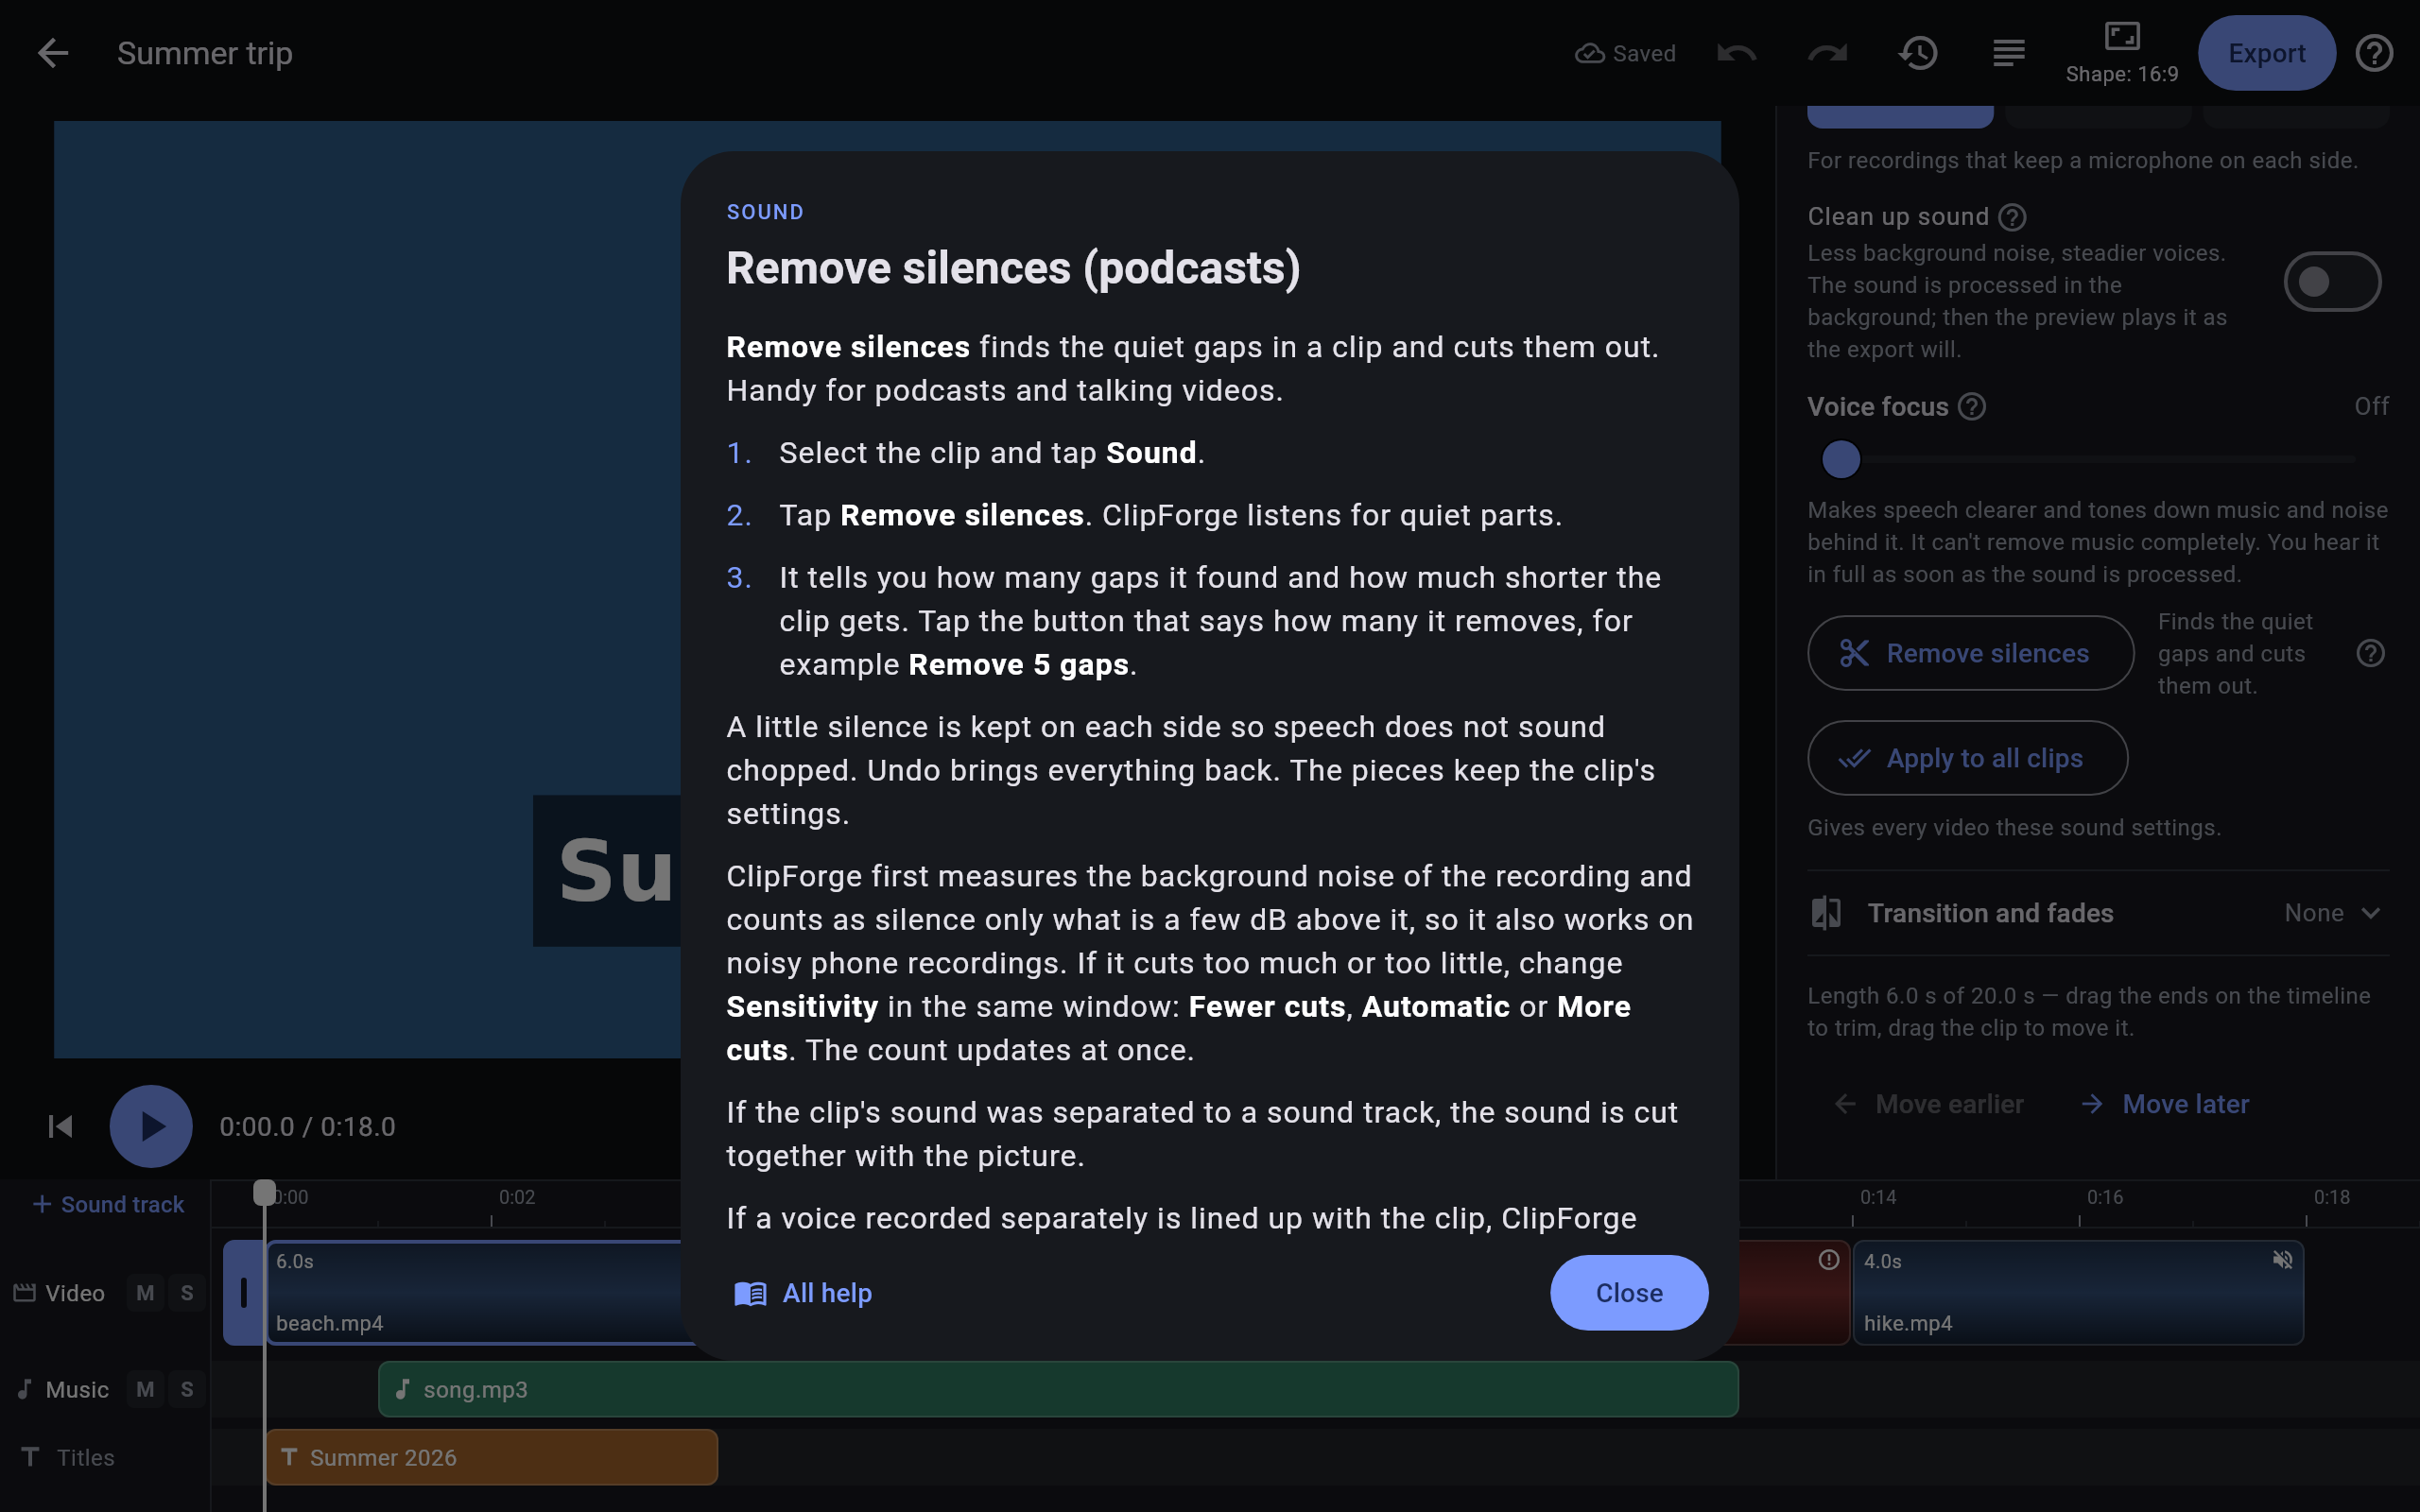 Summer trip
Saved
Shape: 16:9
Export
SOUND
Remove silences (podcasts)
Remove silences finds the quiet gaps in a clip and cuts them out.
Handy for podcasts and talking videos.
1. Select the clip and tap Sound.
2. Tap Remove silences. ClipForge listens for quiet parts.
3. It tells you how many gaps it found and how much shorter the
clip gets. Tap the button that says how many it removes, for
example Remove 5 gaps.
A little silence is kept on each side so speech does not sound
chopped. Undo brings everything back. The pieces keep the clip's
settings.
ClipForge first measures the background noise of the recording and
counts as silence only what is a few dB above it, so it also works on
noisy phone recordings. If it cuts too much or too little, change
Sensitivity in the same window: Fewer cuts, Automatic or More
cuts. The count updates at once.
If the clip's sound was separated to a sound track, the sound is cut
together with the picture.
If a voice recorded separately is lined up with the clip, ClipForge
All help
Close
Su
For recordings that keep a microphone on each side.
Clean up sound
Less background noise, steadier voices.
The sound is processed in the
background; then the preview plays it as
the export will.
Voice focus
Off
Makes speech clearer and tones down music and noise
behind it. It can't remove music completely. You hear it
in full as soon as the sound is processed.
Remove silences
Finds the quiet
gaps and cuts
them out.
Apply to all clips
Gives every video these sound settings.
Transition and fades
None
Length 6.0 s of 20.0 s — drag the ends on the timeline
to trim, drag the clip to move it.
Move earlier
Move later
0:00.0 / 0:18.0
+ Sound track
0:00
0:02
0:14
0:16
0:18
Video M S
6.0s
beach.mp4
4.0s
hike.mp4
Music M S
song.mp3
Titles
Summer 2026